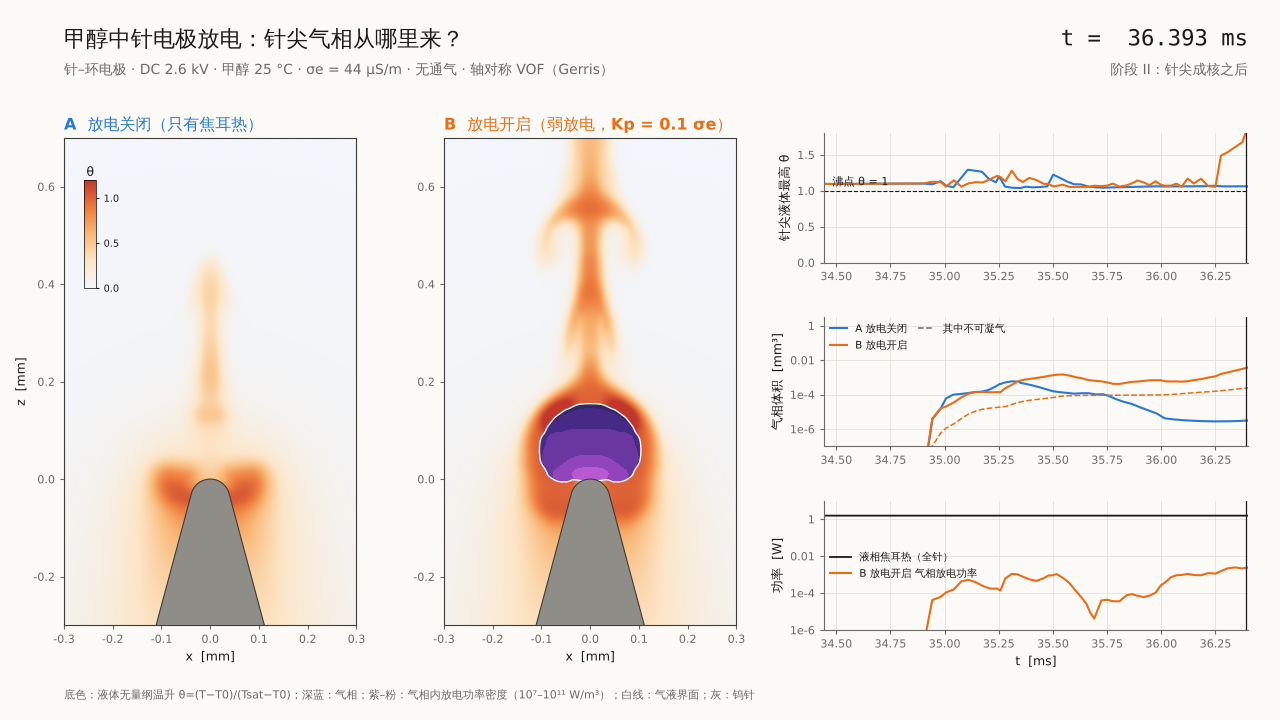 甲醇中针电极放电：针尖气相从哪里来？
t =  36.393 ms
针–环电极 · DC 2.6 kV · 甲醇 25 °C · σe = 44 μS/m · 无通气 · 轴对称 VOF（Gerris）
阶段 II：针尖成核之后
A 放电关闭（只有焦耳热）
B 放电开启（弱放电，Kp = 0.1 σe）
θ
1.0
0.5
0.0
0.6
0.4
0.2
0.0
-0.2
z [mm]
-0.3 -0.2 -0.1 0.0 0.1 0.2 0.3
x [mm]
0.6
0.4
0.2
0.0
-0.2
-0.3 -0.2 -0.1 0.0 0.1 0.2 0.3
x [mm]
针尖液体最高 θ
1.5
1.0
0.5
0.0
沸点 θ = 1
34.50 34.75 35.00 35.25 35.50 35.75 36.00 36.25
气相体积 [mm³]
1
0.01
1e-4
1e-6
A 放电关闭
其中不可凝气
B 放电开启
34.50 34.75 35.00 35.25 35.50 35.75 36.00 36.25
功率 [W]
1
0.01
1e-4
1e-6
液相焦耳热（全针）
B 放电开启 气相放电功率
34.50 34.75 35.00 35.25 35.50 35.75 36.00 36.25
t [ms]
底色：液体无量纲温升 θ=(T−T0)/(Tsat−T0)；深蓝：气相；紫–粉：气相内放电功率密度（10⁷–10¹¹ W/m³）；白线：气液界面；灰：钨针